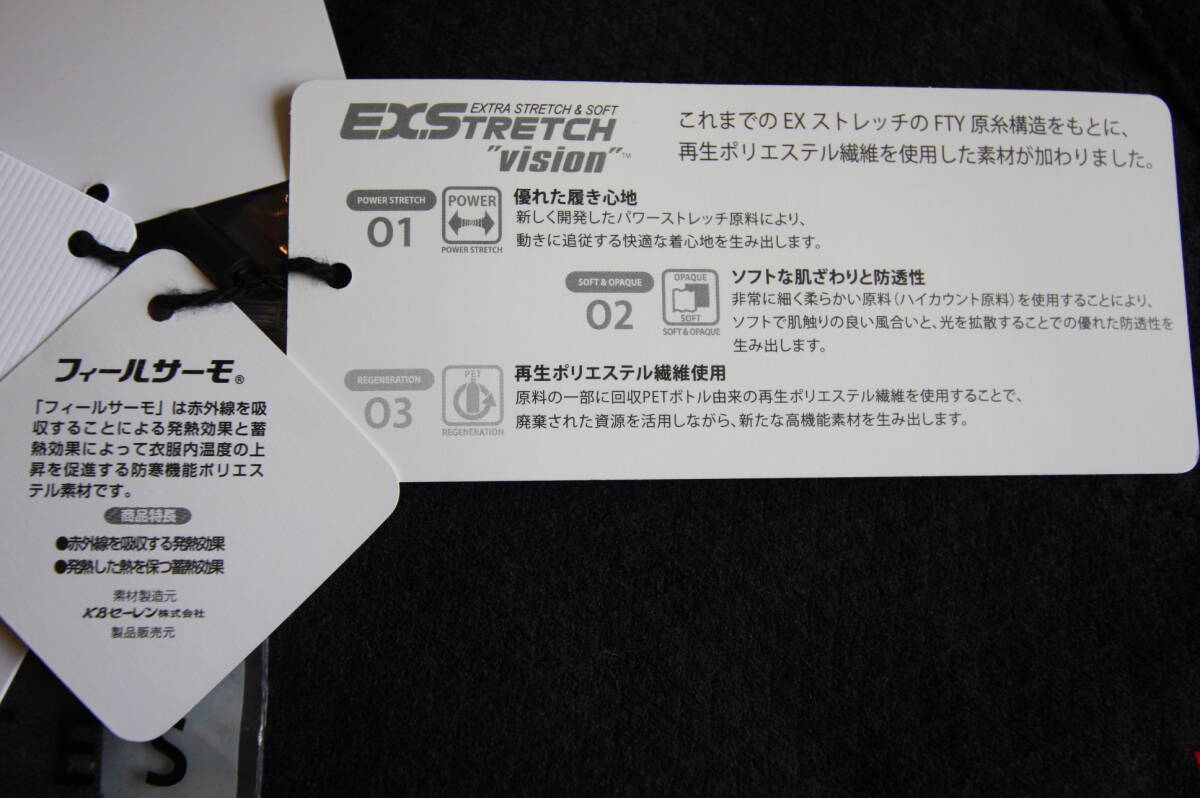 EXTRA STRETCH & SOFT
EX.STRETCH
"vision"™
これまでの EX ストレッチの FTY 原糸構造をもとに、
再生ポリエステル繊維を使用した素材が加わりました。
POWER STRETCH
01
POWER
POWER STRETCH
優れた履き心地
新しく開発したパワーストレッチ原料により、
動きに追従する快適な着心地を生み出します。
SOFT & OPAQUE
02
OPAQUE
SOFT
SOFT & OPAQUE
ソフトな肌ざわりと防透性
非常に細く柔らかい原料（ハイカウント原料）を使用することにより、
ソフトで肌触りの良い風合いと、光を拡散することでの優れた防透性を
生み出します。
REGENERATION
03
PET
REGENERATION
再生ポリエステル繊維使用
原料の一部に回収PETボトル由来の再生ポリエステル繊維を使用することで、
廃棄された資源を活用しながら、新たな高機能素材を生み出します。
フィールサーモ®
「フィールサーモ」は赤外線を吸
収することによる発熱効果と蓄
熱効果によって衣服内温度の上
昇を促進する防寒機能ポリエス
テル素材です。
商品特長
●赤外線を吸収する発熱効果
●発熱した熱を保つ蓄熱効果
素材製造元
KBセーレン株式会社
製品販売元
E S